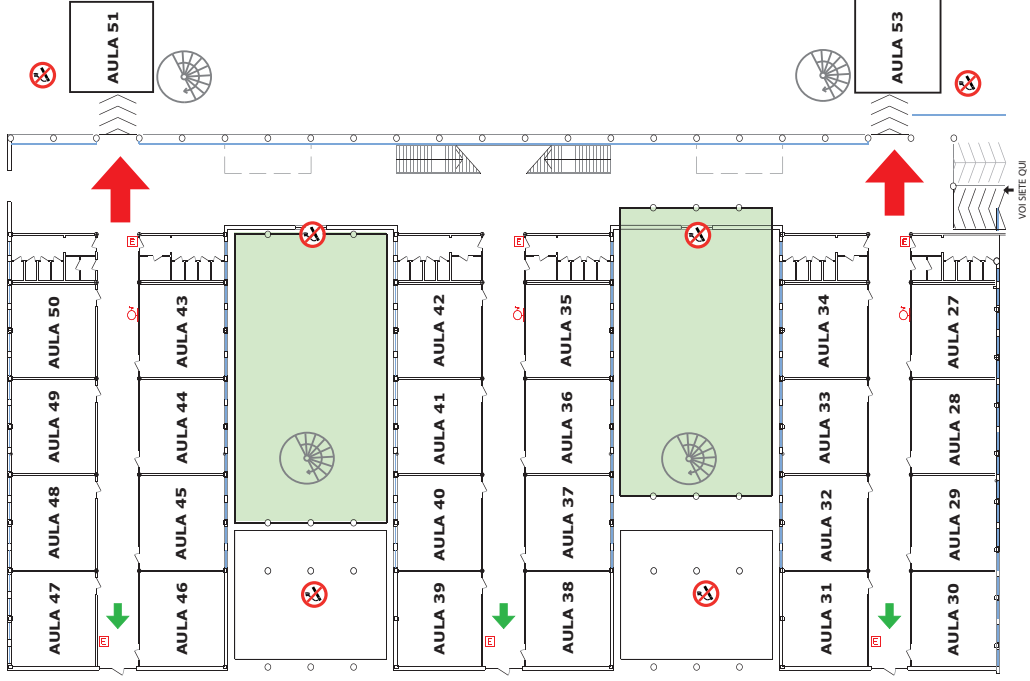 AULA 51
AULA 53
VOI SIETE QUI
E
E
E
AULA 50
AULA 43
AULA 42
AULA 35
AULA 34
AULA 27
AULA 49
AULA 44
AULA 41
AULA 36
AULA 33
AULA 28
AULA 48
AULA 45
AULA 40
AULA 37
AULA 32
AULA 29
AULA 47
AULA 46
AULA 39
AULA 38
AULA 31
AULA 30
E
E
E